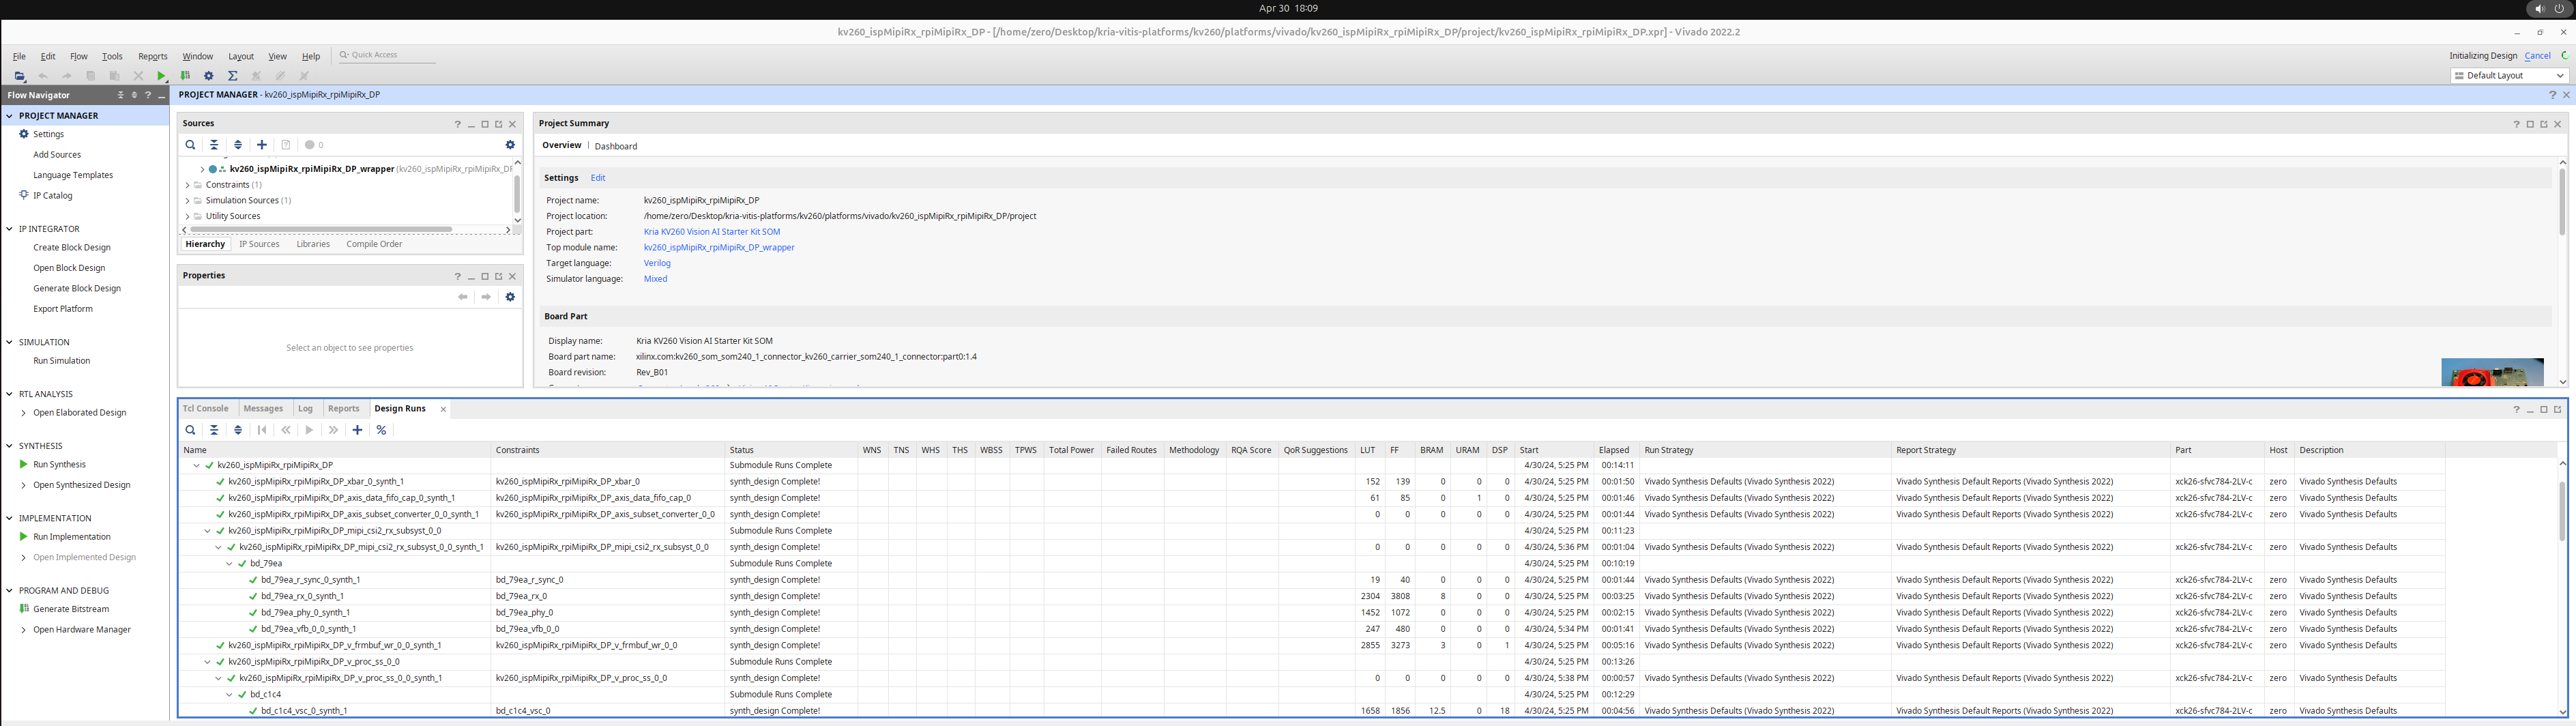 Apr 30 18:09
kv260_ispMipiRx_rpiMipiRx_DP - [/home/zero/Desktop/kria-vitis-platforms/kv260/platforms/vivado/kv260_ispMipiRx_rpiMipiRx_DP/project/kv260_ispMipiRx_rpiMipiRx_DP.xpr] - Vivado 2022.2
File Edit Flow Tools Reports Window Layout View Help Quick Access
Initializing Design Cancel
Default Layout
Flow Navigator
PROJECT MANAGER
Settings
Add Sources
Language Templates
IP Catalog
IP INTEGRATOR
Create Block Design
Open Block Design
Generate Block Design
Export Platform
SIMULATION
Run Simulation
RTL ANALYSIS
Open Elaborated Design
SYNTHESIS
Run Synthesis
Open Synthesized Design
IMPLEMENTATION
Run Implementation
Open Implemented Design
PROGRAM AND DEBUG
Generate Bitstream
Open Hardware Manager
PROJECT MANAGER - kv260_ispMipiRx_rpiMipiRx_DP
Sources
0
kv260_ispMipiRx_rpiMipiRx_DP_wrapper (kv260_ispMipiRx_rpiMipiRx_DF
Constraints (1)
Simulation Sources (1)
Utility Sources
Hierarchy IP Sources Libraries Compile Order
Properties
Select an object to see properties
Project Summary
Overview | Dashboard
Settings Edit
Project name: kv260_ispMipiRx_rpiMipiRx_DP
Project location: /home/zero/Desktop/kria-vitis-platforms/kv260/platforms/vivado/kv260_ispMipiRx_rpiMipiRx_DP/project
Project part: Kria KV260 Vision AI Starter Kit SOM
Top module name: kv260_ispMipiRx_rpiMipiRx_DP_wrapper
Target language: Verilog
Simulator language: Mixed
Board Part
Display name: Kria KV260 Vision AI Starter Kit SOM
Board part name: xilinx.com:kv260_som_som240_1_connector_kv260_carrier_som240_1_connector:part0:1.4
Board revision: Rev_B01
Tcl Console Messages Log Reports Design Runs
Name Constraints Status WNS TNS WHS THS WBSS TPWS Total Power Failed Routes Methodology RQA Score QoR Suggestions LUT FF BRAM URAM DSP Start Elapsed Run Strategy Report Strategy Part Host Description
kv260_ispMipiRx_rpiMipiRx_DP Submodule Runs Complete 4/30/24, 5:25 PM 00:14:11
kv260_ispMipiRx_rpiMipiRx_DP_xbar_0_synth_1 kv260_ispMipiRx_rpiMipiRx_DP_xbar_0 synth_design Complete! 152 139 0 0 0 4/30/24, 5:25 PM 00:01:50 Vivado Synthesis Defaults (Vivado Synthesis 2022) Vivado Synthesis Default Reports (Vivado Synthesis 2022) xck26-sfvc784-2LV-c zero Vivado Synthesis Defaults
kv260_ispMipiRx_rpiMipiRx_DP_axis_data_fifo_cap_0_synth_1 kv260_ispMipiRx_rpiMipiRx_DP_axis_data_fifo_cap_0 synth_design Complete! 61 85 0 1 0 4/30/24, 5:25 PM 00:01:46 Vivado Synthesis Defaults (Vivado Synthesis 2022) Vivado Synthesis Default Reports (Vivado Synthesis 2022) xck26-sfvc784-2LV-c zero Vivado Synthesis Defaults
kv260_ispMipiRx_rpiMipiRx_DP_axis_subset_converter_0_0_synth_1 kv260_ispMipiRx_rpiMipiRx_DP_axis_subset_converter_0_0 synth_design Complete! 0 0 0 0 0 4/30/24, 5:25 PM 00:01:44 Vivado Synthesis Defaults (Vivado Synthesis 2022) Vivado Synthesis Default Reports (Vivado Synthesis 2022) xck26-sfvc784-2LV-c zero Vivado Synthesis Defaults
kv260_ispMipiRx_rpiMipiRx_DP_mipi_csi2_rx_subsyst_0_0 Submodule Runs Complete 4/30/24, 5:25 PM 00:11:23
kv260_ispMipiRx_rpiMipiRx_DP_mipi_csi2_rx_subsyst_0_0_synth_1 kv260_ispMipiRx_rpiMipiRx_DP_mipi_csi2_rx_subsyst_0_0 synth_design Complete! 0 0 0 0 0 4/30/24, 5:36 PM 00:01:04 Vivado Synthesis Defaults (Vivado Synthesis 2022) Vivado Synthesis Default Reports (Vivado Synthesis 2022) xck26-sfvc784-2LV-c zero Vivado Synthesis Defaults
bd_79ea Submodule Runs Complete 4/30/24, 5:25 PM 00:10:19
bd_79ea_r_sync_0_synth_1 bd_79ea_r_sync_0 synth_design Complete! 19 40 0 0 0 4/30/24, 5:25 PM 00:01:44 Vivado Synthesis Defaults (Vivado Synthesis 2022) Vivado Synthesis Default Reports (Vivado Synthesis 2022) xck26-sfvc784-2LV-c zero Vivado Synthesis Defaults
bd_79ea_rx_0_synth_1 bd_79ea_rx_0 synth_design Complete! 2304 3808 8 0 0 4/30/24, 5:25 PM 00:03:25 Vivado Synthesis Defaults (Vivado Synthesis 2022) Vivado Synthesis Default Reports (Vivado Synthesis 2022) xck26-sfvc784-2LV-c zero Vivado Synthesis Defaults
bd_79ea_phy_0_synth_1 bd_79ea_phy_0 synth_design Complete! 1452 1072 0 0 0 4/30/24, 5:25 PM 00:02:15 Vivado Synthesis Defaults (Vivado Synthesis 2022) Vivado Synthesis Default Reports (Vivado Synthesis 2022) xck26-sfvc784-2LV-c zero Vivado Synthesis Defaults
bd_79ea_vfb_0_0_synth_1 bd_79ea_vfb_0_0 synth_design Complete! 247 480 0 0 0 4/30/24, 5:34 PM 00:01:41 Vivado Synthesis Defaults (Vivado Synthesis 2022) Vivado Synthesis Default Reports (Vivado Synthesis 2022) xck26-sfvc784-2LV-c zero Vivado Synthesis Defaults
kv260_ispMipiRx_rpiMipiRx_DP_v_frmbuf_wr_0_0_synth_1 kv260_ispMipiRx_rpiMipiRx_DP_v_frmbuf_wr_0_0 synth_design Complete! 2855 3273 3 0 1 4/30/24, 5:25 PM 00:05:16 Vivado Synthesis Defaults (Vivado Synthesis 2022) Vivado Synthesis Default Reports (Vivado Synthesis 2022) xck26-sfvc784-2LV-c zero Vivado Synthesis Defaults
kv260_ispMipiRx_rpiMipiRx_DP_v_proc_ss_0_0 Submodule Runs Complete 4/30/24, 5:25 PM 00:13:26
kv260_ispMipiRx_rpiMipiRx_DP_v_proc_ss_0_0_synth_1 kv260_ispMipiRx_rpiMipiRx_DP_v_proc_ss_0_0 synth_design Complete! 0 0 0 0 0 4/30/24, 5:38 PM 00:00:57 Vivado Synthesis Defaults (Vivado Synthesis 2022) Vivado Synthesis Default Reports (Vivado Synthesis 2022) xck26-sfvc784-2LV-c zero Vivado Synthesis Defaults
bd_c1c4 Submodule Runs Complete 4/30/24, 5:25 PM 00:12:29
bd_c1c4_vsc_0_synth_1 bd_c1c4_vsc_0 synth_design Complete! 1658 1856 12.5 0 18 4/30/24, 5:25 PM 00:04:56 Vivado Synthesis Defaults (Vivado Synthesis 2022) Vivado Synthesis Default Reports (Vivado Synthesis 2022) xck26-sfvc784-2LV-c zero Vivado Synthesis Defaults